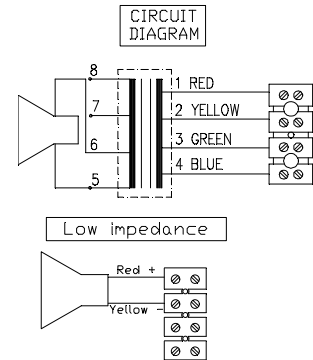 CIRCUIT
DIAGRAM
8
1 RED
7
2 YELLOW
6
3 GREEN
4 BLUE
5
Low impedance
Red +
Yellow -